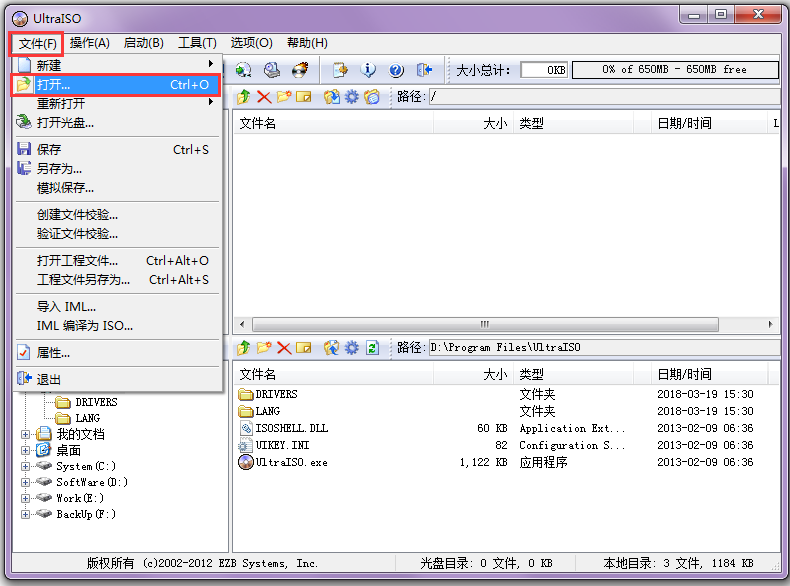 UltraISO
文件(F) 操作(A) 启动(B) 工具(T) 选项(O) 帮助(H)
大小总计: 0KB 0% of 650MB - 650MB free
新建
打开... Ctrl+O
重新打开
打开光盘...
保存 Ctrl+S
另存为...
模拟保存...
创建文件校验...
验证文件校验...
打开工程文件... Ctrl+Alt+O
工程文件另存为... Ctrl+Alt+S
导入 IML...
IML 编译为 ISO...
属性...
退出
DRIVERS
LANG
我的文档
桌面
System(C:)
SoftWare(D:)
Work(E:)
BackUp(F:)
路径: /
文件名 大小 类型 日期/时间 L
路径: D:\Program Files\UltraISO
文件名 大小 类型 日期/时间
DRIVERS 文件夹 2018-03-19 15:30
LANG 文件夹 2018-03-19 15:30
ISOSHELL.DLL 60 KB Application Ext... 2013-02-09 06:36
UIKEY.INI 82 Configuration S... 2013-02-09 06:36
UltraISO.exe 1,122 KB 应用程序 2013-02-09 06:36
版权所有 (c)2002-2012 EZB Systems, Inc. 光盘目录: 0 文件, 0 KB 本地目录: 3 文件, 1184 KB